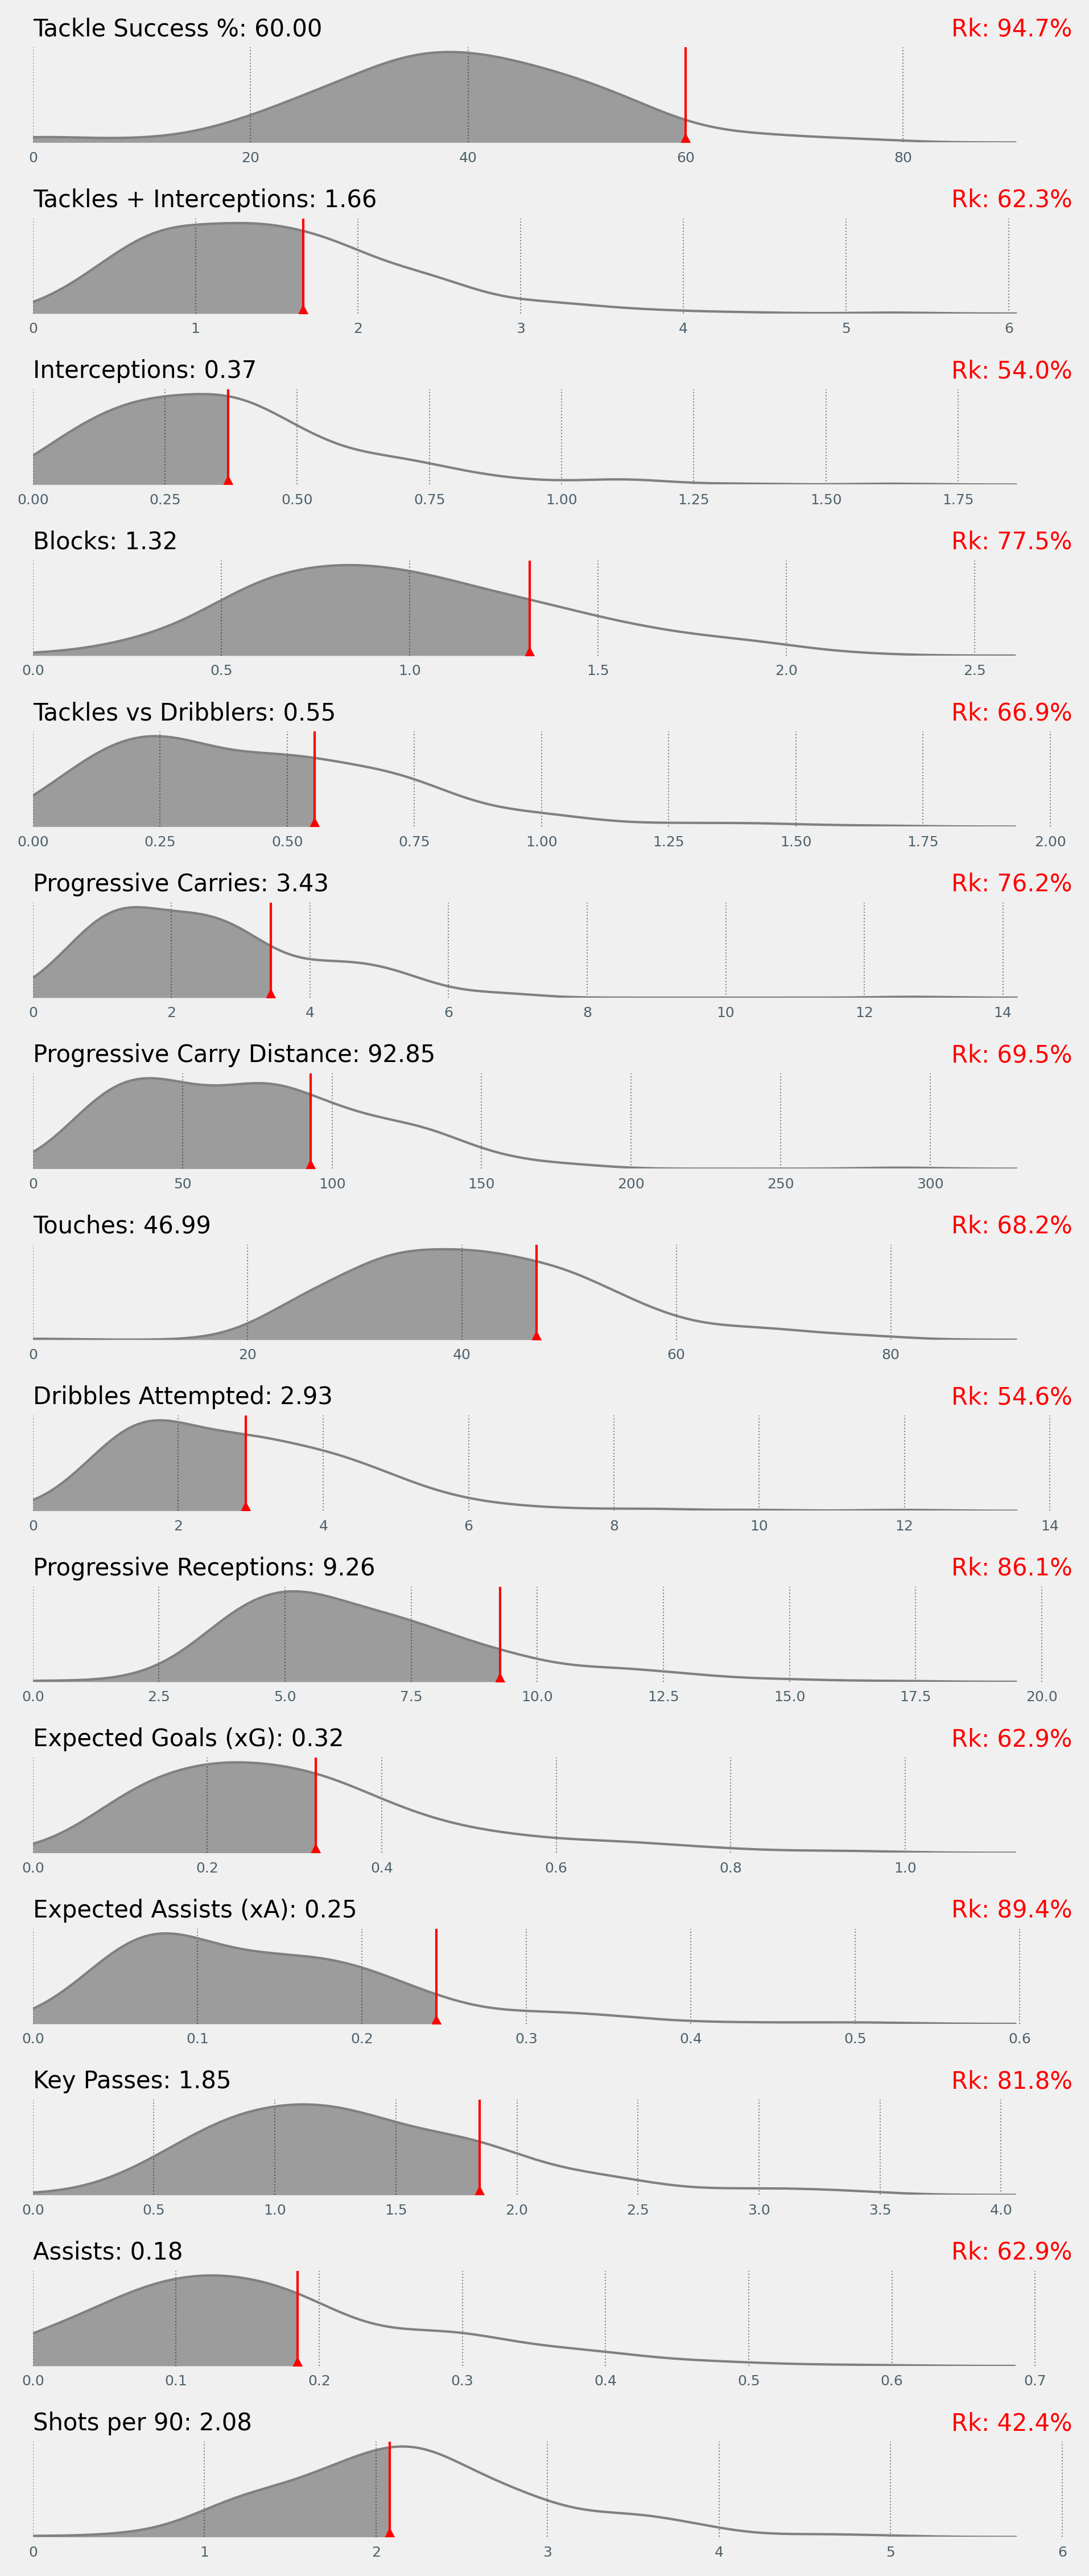 Tackle Success %: 60.00 Rk: 94.7%
0 20 40 60 80
Tackles + Interceptions: 1.66 Rk: 62.3%
0 1 2 3 4 5 6
Interceptions: 0.37 Rk: 54.0%
0.00 0.25 0.50 0.75 1.00 1.25 1.50 1.75
Blocks: 1.32 Rk: 77.5%
0.0 0.5 1.0 1.5 2.0 2.5
Tackles vs Dribblers: 0.55 Rk: 66.9%
0.00 0.25 0.50 0.75 1.00 1.25 1.50 1.75 2.00
Progressive Carries: 3.43 Rk: 76.2%
0 2 4 6 8 10 12 14
Progressive Carry Distance: 92.85 Rk: 69.5%
0 50 100 150 200 250 300
Touches: 46.99 Rk: 68.2%
0 20 40 60 80
Dribbles Attempted: 2.93 Rk: 54.6%
0 2 4 6 8 10 12 14
Progressive Receptions: 9.26 Rk: 86.1%
0.0 2.5 5.0 7.5 10.0 12.5 15.0 17.5 20.0
Expected Goals (xG): 0.32 Rk: 62.9%
0.0 0.2 0.4 0.6 0.8 1.0
Expected Assists (xA): 0.25 Rk: 89.4%
0.0 0.1 0.2 0.3 0.4 0.5 0.6
Key Passes: 1.85 Rk: 81.8%
0.0 0.5 1.0 1.5 2.0 2.5 3.0 3.5 4.0
Assists: 0.18 Rk: 62.9%
0.0 0.1 0.2 0.3 0.4 0.5 0.6 0.7
Shots per 90: 2.08 Rk: 42.4%
0 1 2 3 4 5 6